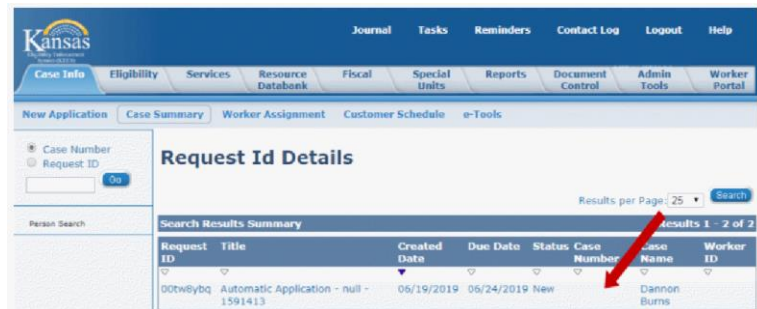 Kansas
Journal Tasks Reminders Contact Log Logout Help
Case Info Eligibility Services Resource Databank Fiscal Special Units Reports Document Control Admin Tools Worker Portal
New Application Case Summary Worker Assignment Customer Schedule e-Tools
Case Number
Request ID
Go
Request Id Details
Results per Page: 25 Search
Person Search
Search Results Summary Results 1 - 2 of 2
Request ID Title Created Date Due Date Status Case Number Case Name Worker ID
00tw8ybq Automatic Application - null - 06/19/2019 06/24/2019 New Dannon
1591413 Burns